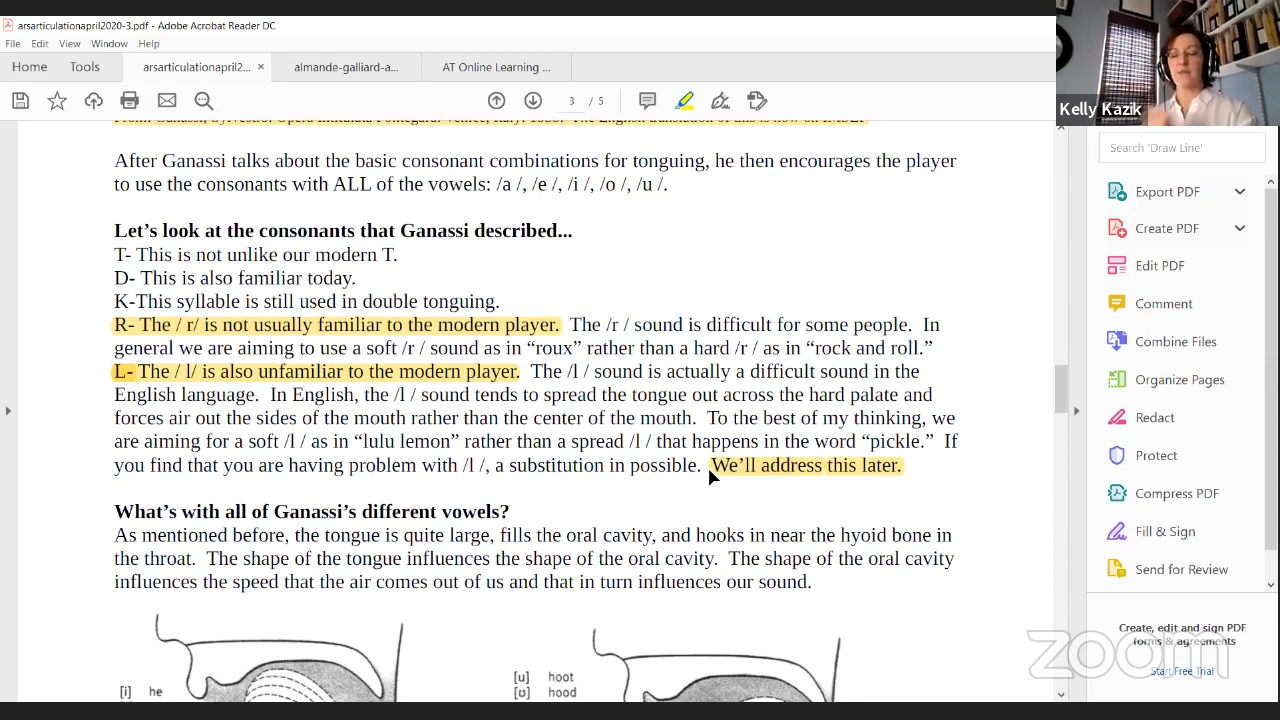 arsarticulationapril2020-3.pdf - Adobe Acrobat Reader DC
File Edit View Window Help
Home Tools arsarticulationapril2... × almande-galliard-a... AT Online Learning ...
3 / 5
Kelly Kazik
After Ganassi talks about the basic consonant combinations for tonguing, he then encourages the player
to use the consonants with ALL of the vowels: /a /, /e /, /i /, /o /, /u /.
Let's look at the consonants that Ganassi described...
T- This is not unlike our modern T.
D- This is also familiar today.
K-This syllable is still used in double tonguing.
R- The / r/ is not usually familiar to the modern player. The /r / sound is difficult for some people. In
general we are aiming to use a soft /r / sound as in “roux” rather than a hard /r / as in “rock and roll.”
L- The / l/ is also unfamiliar to the modern player. The /l / sound is actually a difficult sound in the
English language. In English, the /l / sound tends to spread the tongue out across the hard palate and
forces air out the sides of the mouth rather than the center of the mouth. To the best of my thinking, we
are aiming for a soft /l / as in “lulu lemon” rather than a spread /l / that happens in the word “pickle.” If
you find that you are having problem with /l /, a substitution in possible. We'll address this later.
What's with all of Ganassi's different vowels?
As mentioned before, the tongue is quite large, fills the oral cavity, and hooks in near the hyoid bone in
the throat. The shape of the tongue influences the shape of the oral cavity. The shape of the oral cavity
influences the speed that the air comes out of us and that in turn influences our sound.
[i] he
[u] hoot
[ʊ] hood
Search 'Draw Line'
Export PDF
Create PDF
Edit PDF
Comment
Combine Files
Organize Pages
Redact
Protect
Compress PDF
Fill & Sign
Send for Review
Create, edit and sign PDF
forms & agreements
Start Free Trial
zoom